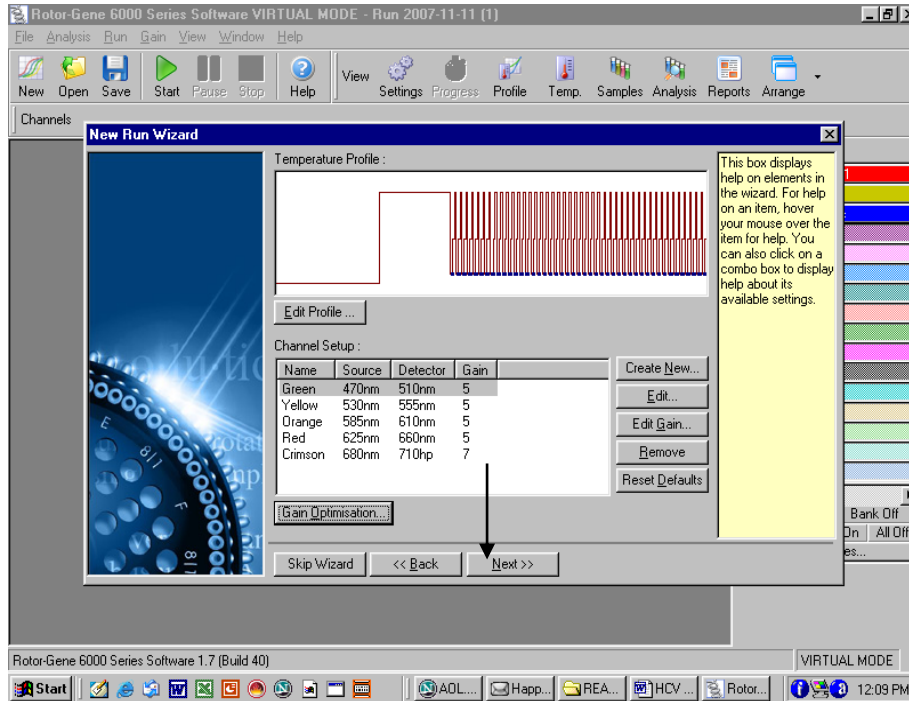 Rotor-Gene 6000 Series Software VIRTUAL MODE - Run 2007-11-11 (1)
File Analysis Run Gain View Window Help
New Open Save Start Pause Stop Help View Settings Progress Profile Temp. Samples Analysis Reports Arrange
Channels
New Run Wizard
Temperature Profile :
This box displays
help on elements in
the wizard. For help
on an item, hover
your mouse over the
item for help. You
can also click on a
combo box to display
help about its
available settings.
Edit Profile ...
Channel Setup :
Name Source Detector Gain
Green 470nm 510nm 5
Yellow 530nm 555nm 5
Orange 585nm 610nm 5
Red 625nm 660nm 5
Crimson 680nm 710hp 7
Create New...
Edit...
Edit Gain...
Remove
Reset Defaults
Gain Optimisation...
Bank Off
On All Off
es...
Skip Wizard << Back Next >>
Rotor-Gene 6000 Series Software 1.7 (Build 40)
VIRTUAL MODE
Start AOL... Happ... REA... HCV ... Rotor... 12:09 PM